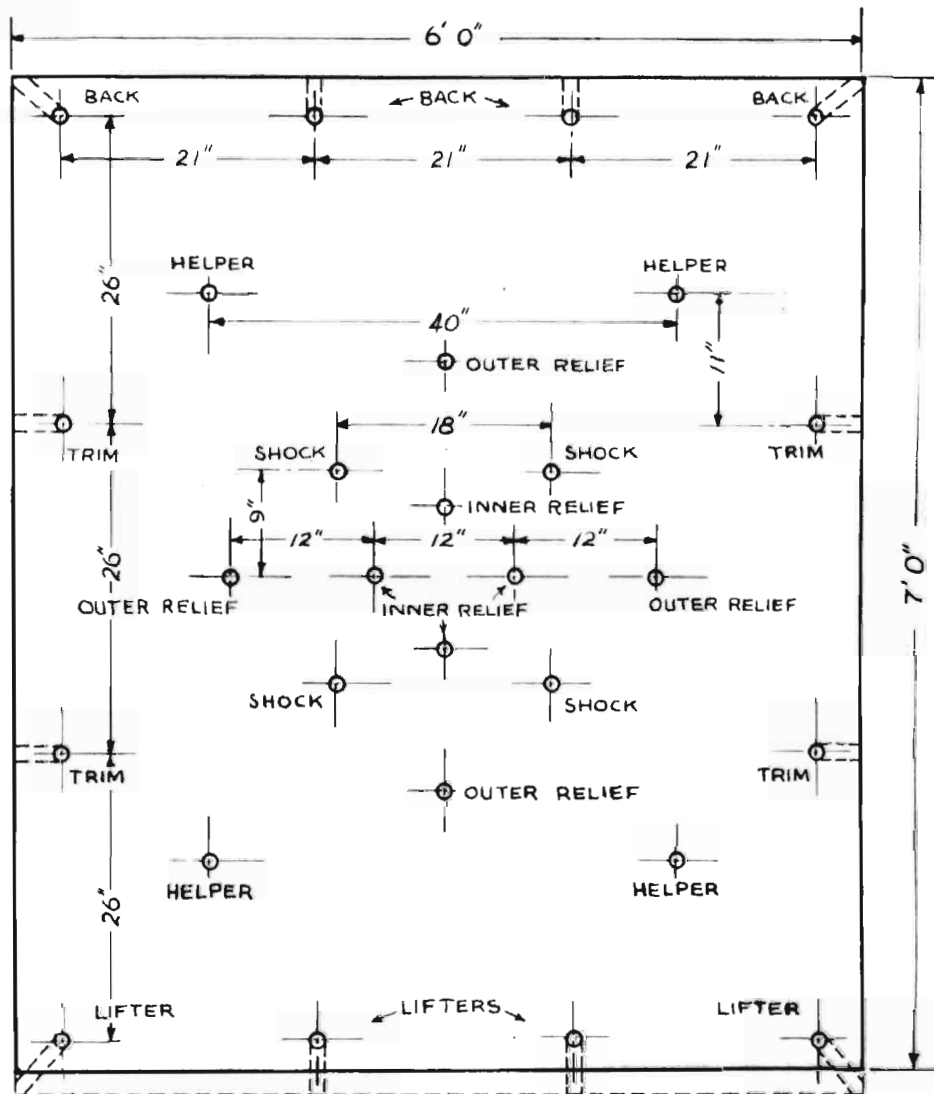 6' 0"
BACK
BACK
BACK
21"
21"
21"
HELPER
HELPER
26"
40"
11"
OUTER RELIEF
18"
TRIM
SHOCK
SHOCK
TRIM
9"
INNER RELIEF
12"
12"
12"
26"
7' 0"
OUTER RELIEF
INNER RELIEF
OUTER RELIEF
SHOCK
SHOCK
TRIM
TRIM
OUTER RELIEF
HELPER
HELPER
26"
LIFTER
LIFTERS
LIFTER